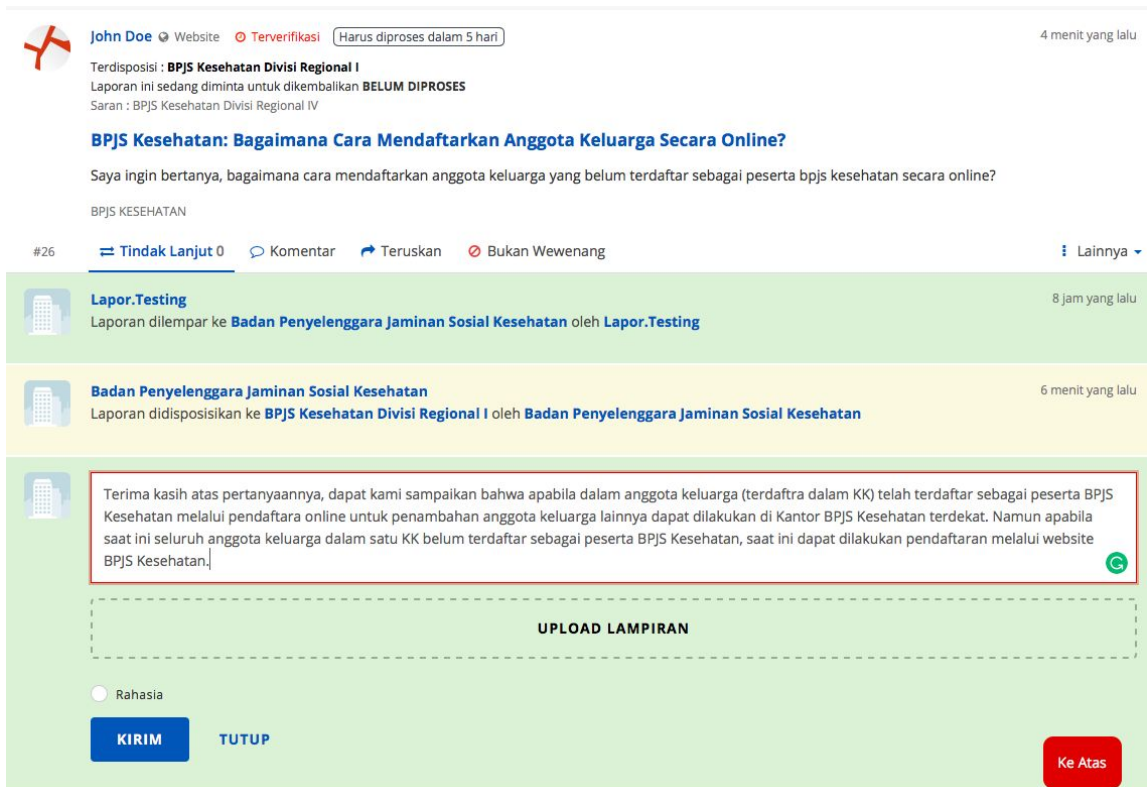 John Doe Website Terverifikasi Harus diproses dalam 5 hari 4 menit yang lalu
Terdisposisi : BPJS Kesehatan Divisi Regional I
Laporan ini sedang diminta untuk dikembalikan BELUM DIPROSES
Saran : BPJS Kesehatan Divisi Regional IV
BPJS Kesehatan: Bagaimana Cara Mendaftarkan Anggota Keluarga Secara Online?
Saya ingin bertanya, bagaimana cara mendaftarkan anggota keluarga yang belum terdaftar sebagai peserta bpjs kesehatan secara online?
BPJS KESEHATAN
#26 Tindak Lanjut 0 Komentar Teruskan Bukan Wewenang Lainnya
Lapor.Testing 8 jam yang lalu
Laporan dilempar ke Badan Penyelenggara Jaminan Sosial Kesehatan oleh Lapor.Testing
Badan Penyelenggara Jaminan Sosial Kesehatan 6 menit yang lalu
Laporan didisposisikan ke BPJS Kesehatan Divisi Regional I oleh Badan Penyelenggara Jaminan Sosial Kesehatan
Terima kasih atas pertanyaannya, dapat kami sampaikan bahwa apabila dalam anggota keluarga (terdaftra dalam KK) telah terdaftar sebagai peserta BPJS
Kesehatan melalui pendaftara online untuk penambahan anggota keluarga lainnya dapat dilakukan di Kantor BPJS Kesehatan terdekat. Namun apabila
saat ini seluruh anggota keluarga dalam satu KK belum terdaftar sebagai peserta BPJS Kesehatan, saat ini dapat dilakukan pendaftaran melalui website
BPJS Kesehatan.
UPLOAD LAMPIRAN
Rahasia
KIRIM TUTUP
Ke Atas